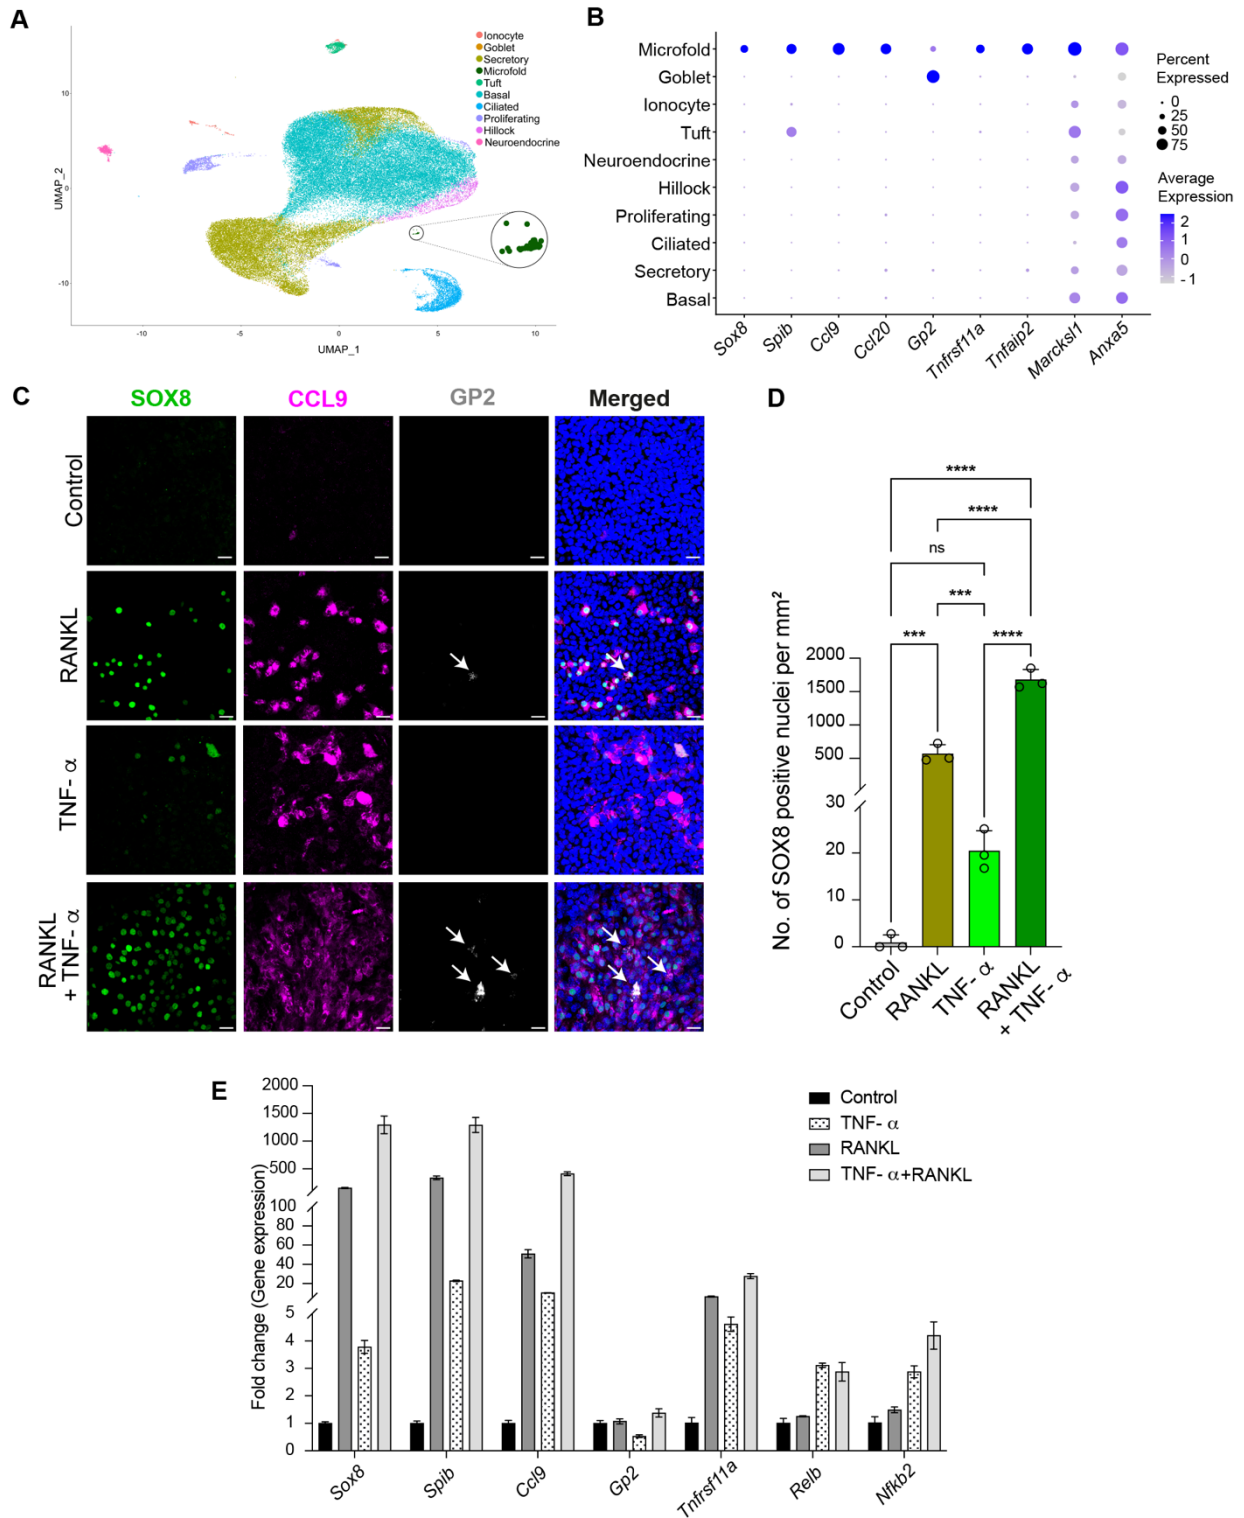 A
Ionocyte
Goblet
Secretory
Microfold
Tuft
Basal
Ciliated
Proliferating
Hillock
Neuroendocrine
10
0
-10
UMAP_2
-10
-5
0
5
10
UMAP_1
B
Microfold
Goblet
Ionocyte
Tuft
Neuroendocrine
Hillock
Proliferating
Ciliated
Secretory
Basal
Sox8
Spib
Ccl9
Ccl20
Gp2
Tnfrsf11a
Tnfaip2
Marcksl1
Anxa5
Percent
Expressed
0
25
50
75
Average
Expression
2
1
0
-1
C
SOX8
CCL9
GP2
Merged
Control
RANKL
TNF- α
RANKL
+ TNF- α
D
****
****
ns
***
***
****
No. of SOX8 positive nuclei per mm²
2000
1500
1000
500
30
20
10
0
Control
RANKL
TNF- α
RANKL
+ TNF- α
E
Fold change (Gene expression)
2000
1500
1000
500
100
80
60
40
20
5
4
3
2
1
0
Control
TNF- α
RANKL
TNF- α+RANKL
Sox8
Spib
Ccl9
Gp2
Tnfrsf11a
Relb
Nfkb2